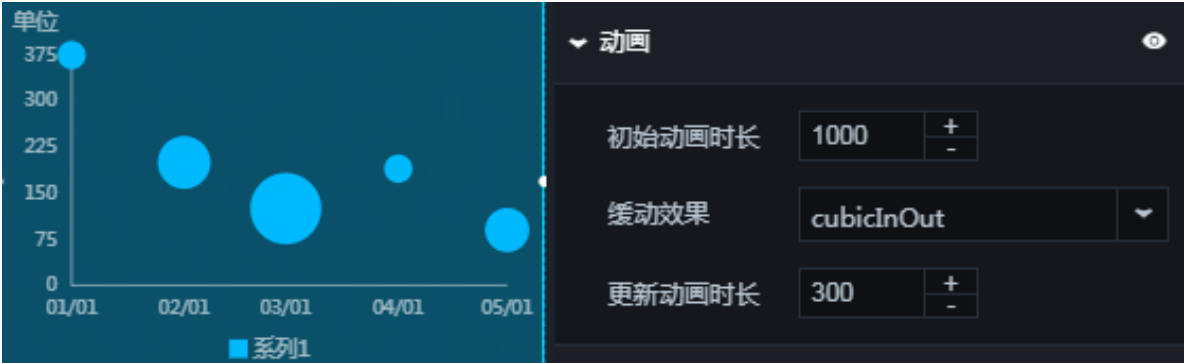 单位
375
300
225
150
75
0
01/01 02/01 03/01 04/01 05/01
系列1
动画
初始动画时长 1000 + -
缓动效果 cubicInOut
更新动画时长 300 + -